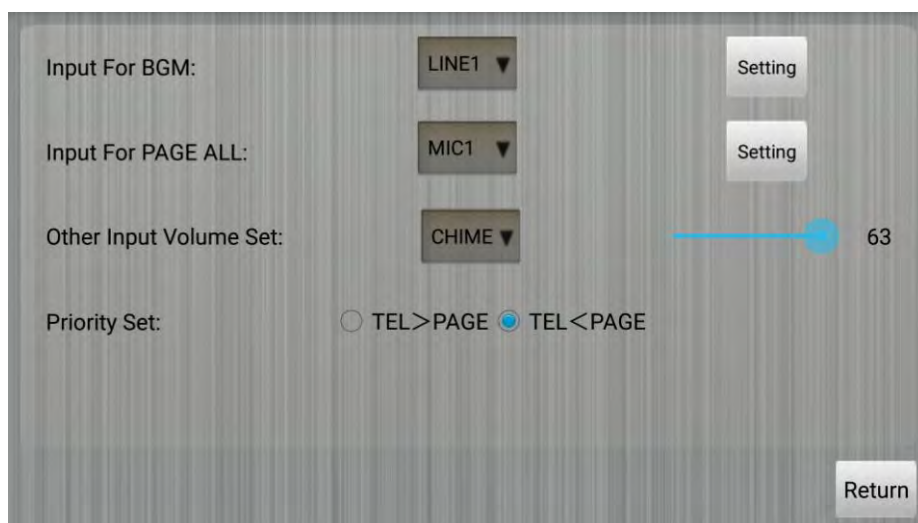 Input For BGM: LINE1 ▼ Setting
Input For PAGE ALL: MIC1 ▼ Setting
Other Input Volume Set: CHIME ▼ 63
Priority Set: TEL>PAGE TEL<PAGE
Return